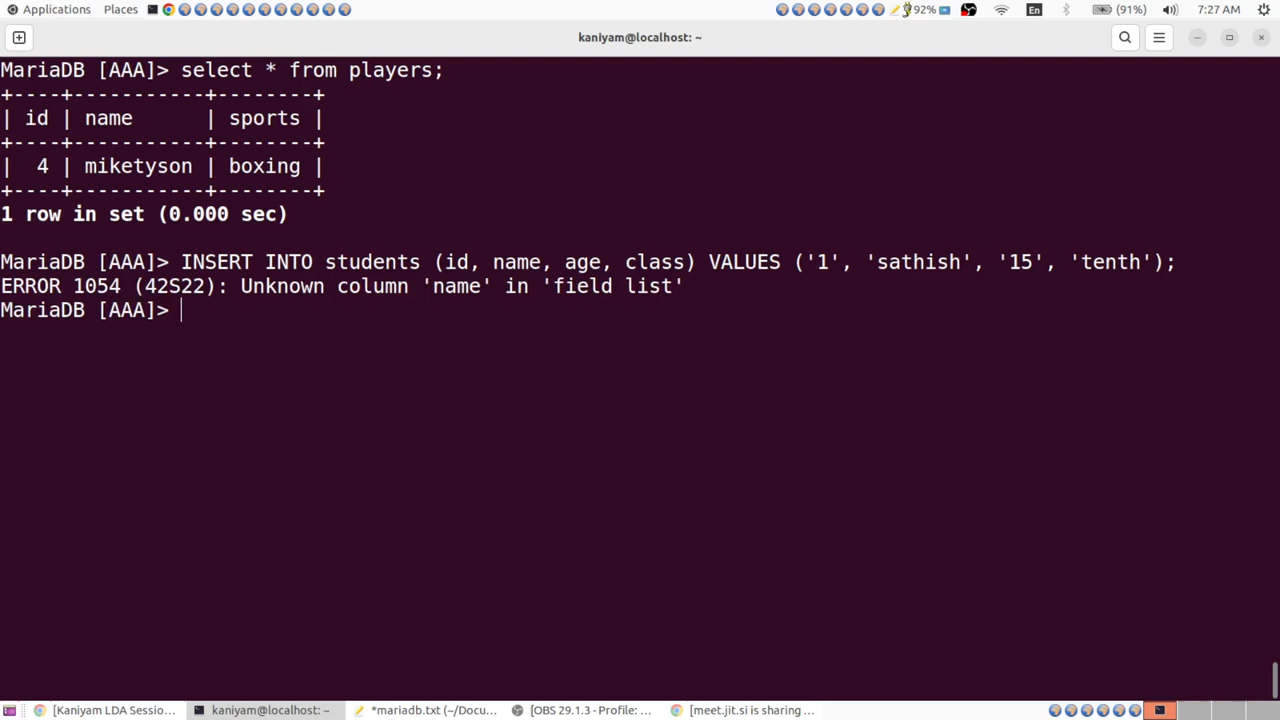 Applications Places 92% En (91%) 7:27 AM
kaniyam@localhost: ~
MariaDB [AAA]> select * from players;
+----+-----------+--------+
| id | name      | sports |
+----+-----------+--------+
|  4 | miketyson | boxing |
+----+-----------+--------+
1 row in set (0.000 sec)
MariaDB [AAA]> INSERT INTO students (id, name, age, class) VALUES ('1', 'sathish', '15', 'tenth');
ERROR 1054 (42S22): Unknown column 'name' in 'field list'
MariaDB [AAA]>
[Kaniyam LDA Sessio... kaniyam@localhost: ~ *mariadb.txt (~/Docu... [OBS 29.1.3 - Profile: ... [meet.jit.si is sharing ...